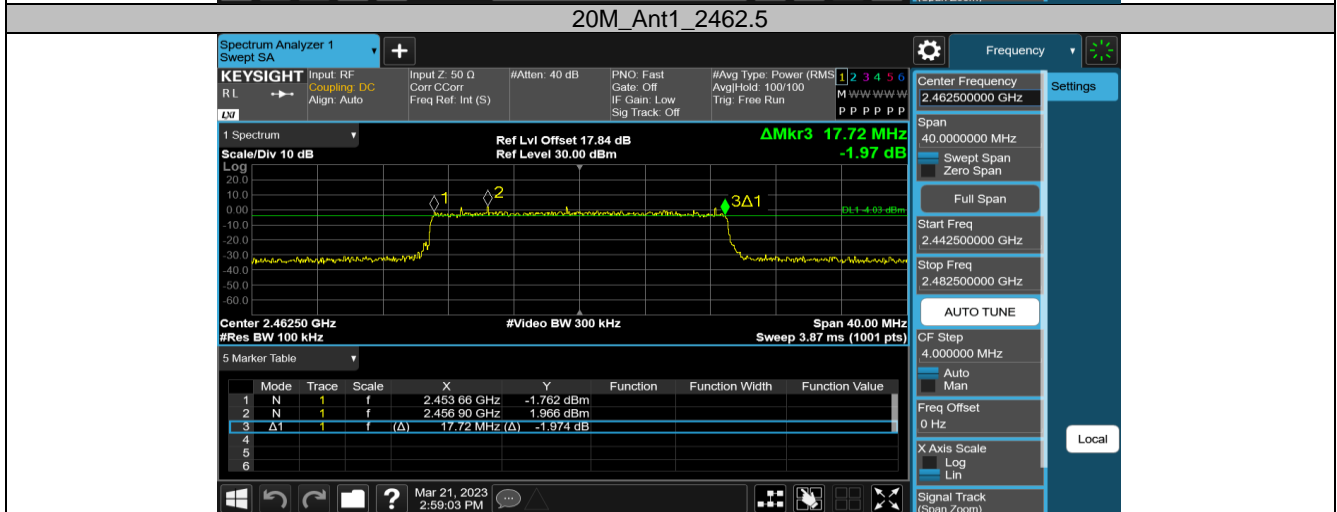 (Span Zoom)
20M_Ant1_2462.5
Spectrum Analyzer 1
Swept SA
Frequency
KEYSIGHT
R L
LXI
Input: RF
Coupling: DC
Align: Auto
Input Z: 50 Ω
Corr CCorr
Freq Ref: Int (S)
#Atten: 40 dB
PNO: Fast
Gate: Off
IF Gain: Low
Sig Track: Off
#Avg Type: Power (RMS
Avg|Hold: 100/100
Trig: Free Run
1 2 3 4 5 6
M W W W W W
P P P P P P
1 Spectrum
Scale/Div 10 dB
Ref Lvl Offset 17.84 dB
Ref Level 30.00 dBm
ΔMkr3 17.72 MHz
-1.97 dB
Log
20.0
10.0
0.00
-10.0
-20.0
-30.0
-40.0
-50.0
-60.0
1
2
3Δ1
DL1 -4.03 dBm
Center 2.46250 GHz
#Video BW 300 kHz
Span 40.00 MHz
#Res BW 100 kHz
Sweep 3.87 ms (1001 pts)
5 Marker Table
Mode Trace Scale X Y Function Function Width Function Value
1 N 1 f 2.453 66 GHz -1.762 dBm
2 N 1 f 2.456 90 GHz 1.966 dBm
3 Δ1 1 f (Δ) 17.72 MHz (Δ) -1.974 dB
4
5
6
Mar 21, 2023
2:59:03 PM
Center Frequency
2.462500000 GHz
Settings
Span
40.0000000 MHz
Swept Span
Zero Span
Full Span
Start Freq
2.442500000 GHz
Stop Freq
2.482500000 GHz
AUTO TUNE
CF Step
4.000000 MHz
Auto
Man
Freq Offset
0 Hz
Local
X Axis Scale
Log
Lin
Signal Track
(Span Zoom)